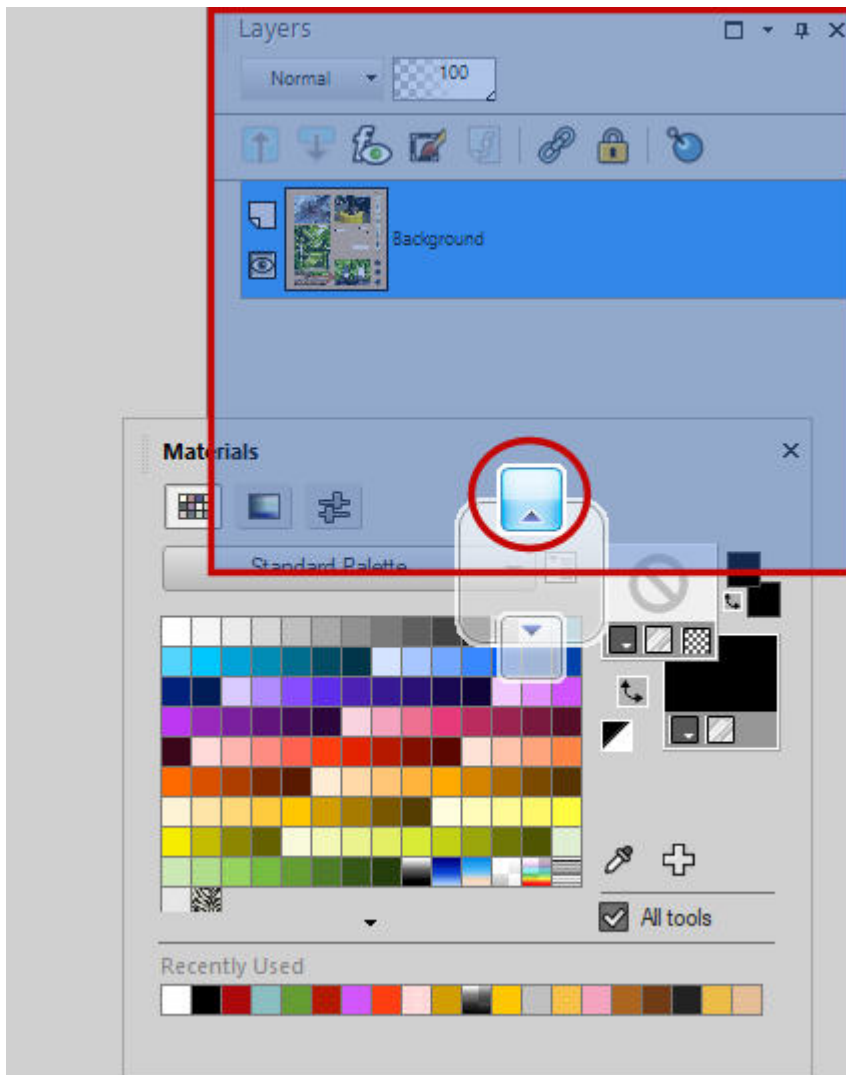 Layers
Normal
100
Background
Materials
Standard Palette
All tools
Recently Used